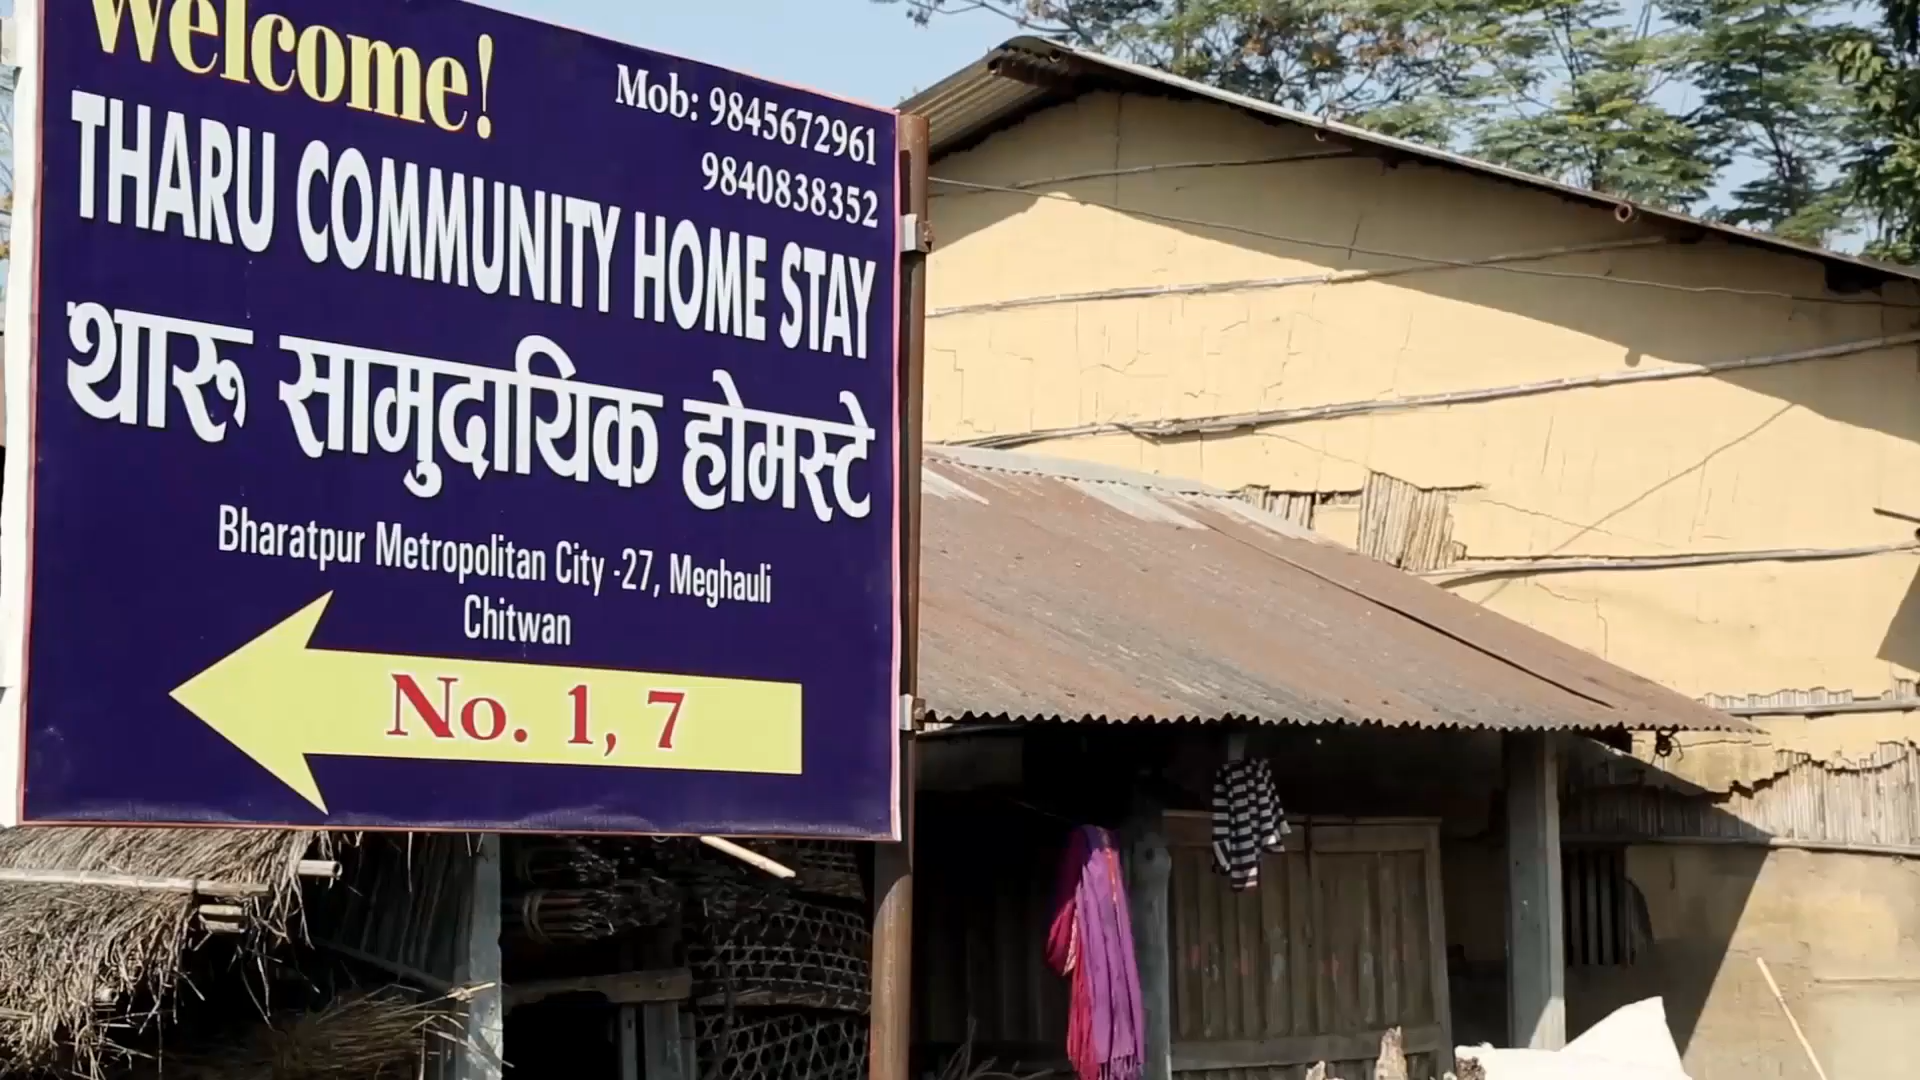 Welcome!
Mob: 9845672961
9840838352
THARU COMMUNITY HOME STAY
थारू सामुदायिक होमस्टे
Bharatpur Metropolitan City -27, Meghauli
Chitwan
No. 1, 7